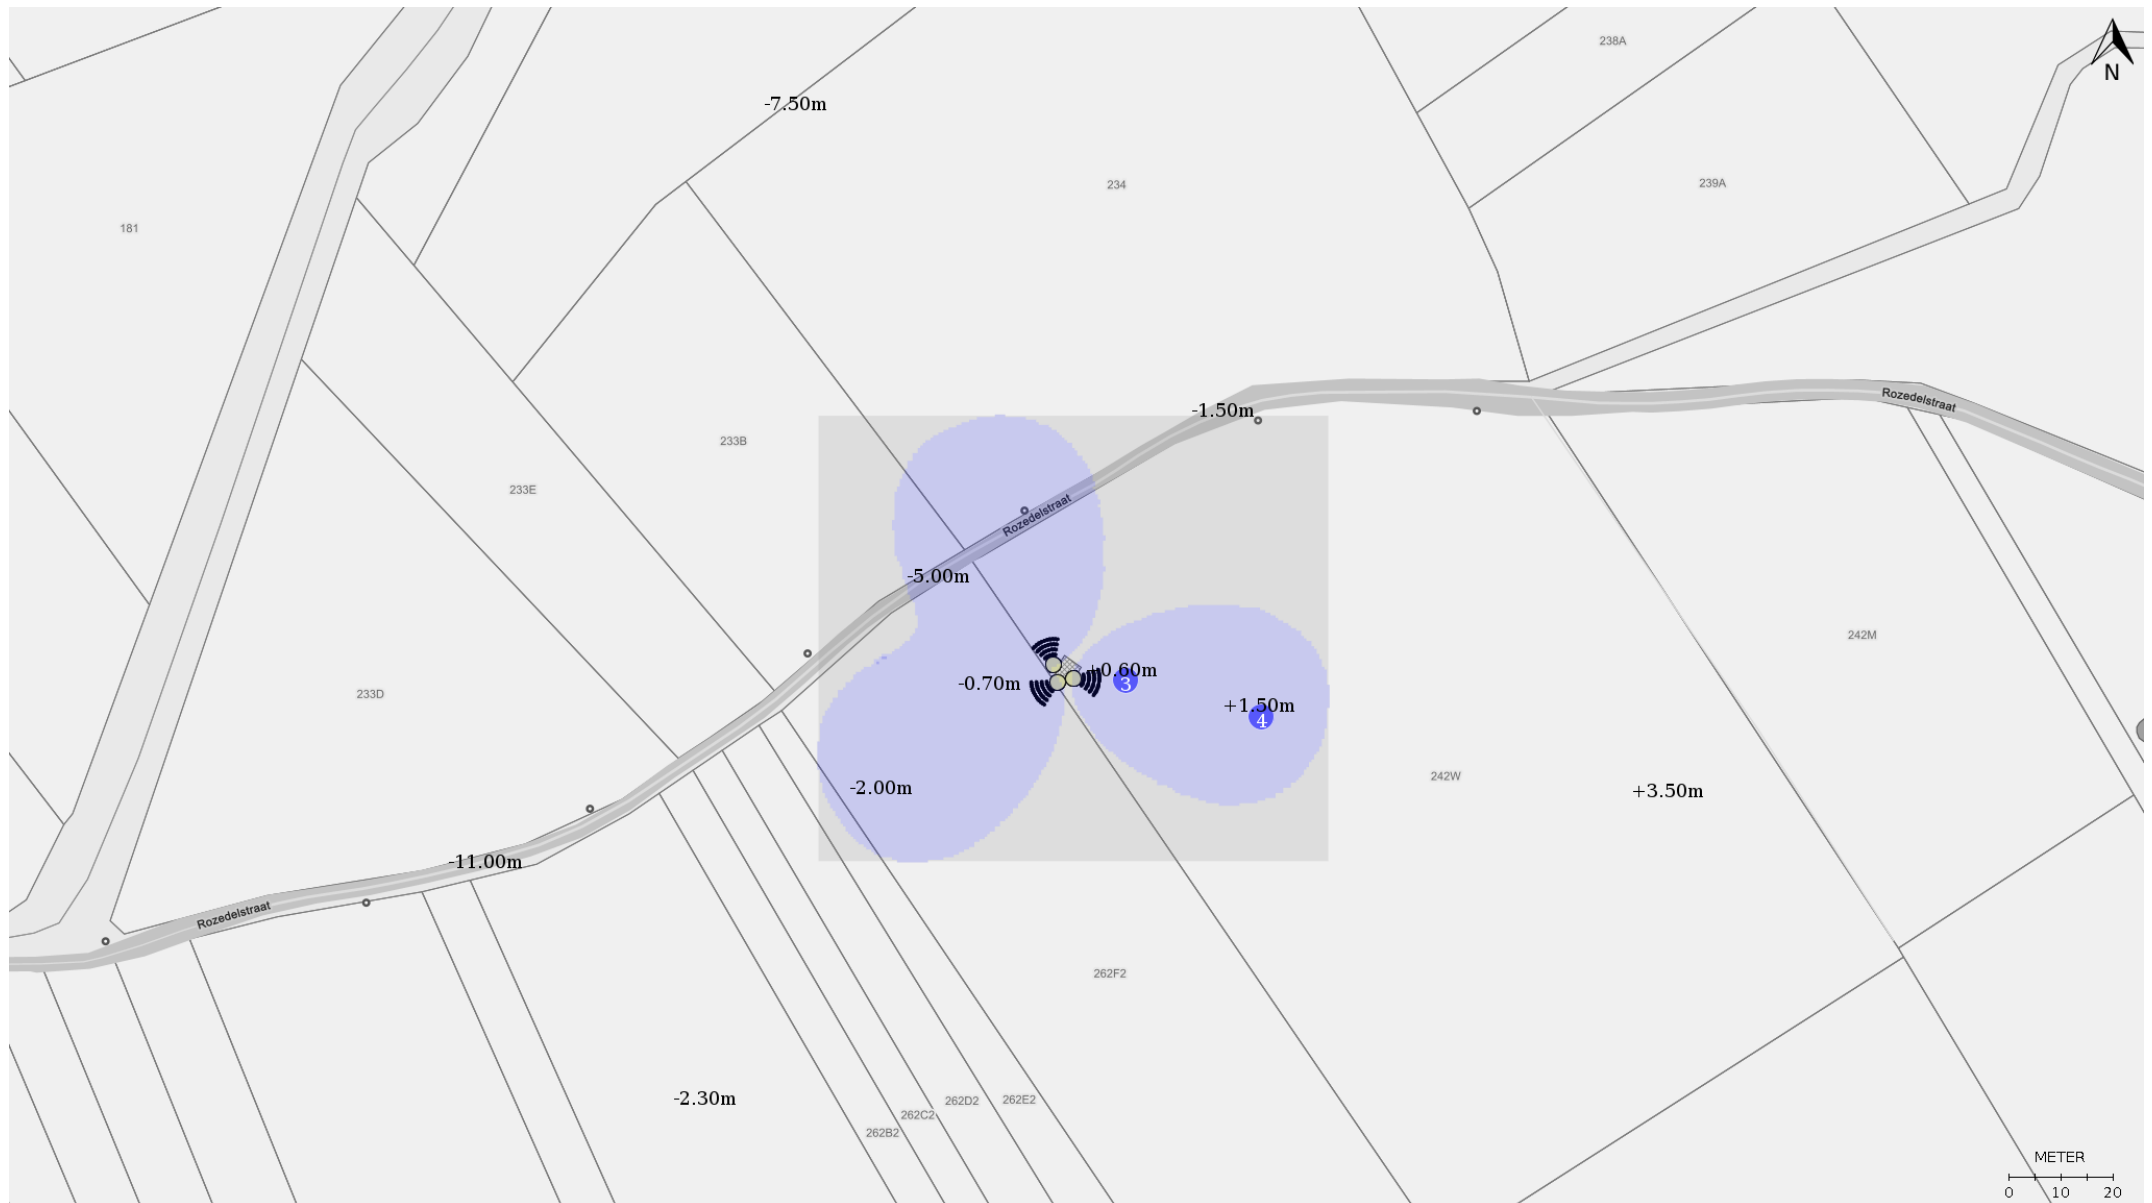 238A
N
-7.50m
234
239A
181
Rozedelstraat
-1.50m
233B
233E
Rozedelstraat
-5.00m
242M
+0.60m
-0.70m
3
233D
+1.50m
4
242W
-2.00m
+3.50m
-11.00m
Rozedelstraat
262F2
-2.30m
262E2
262D2
262C2
262B2
METER
0 10 20